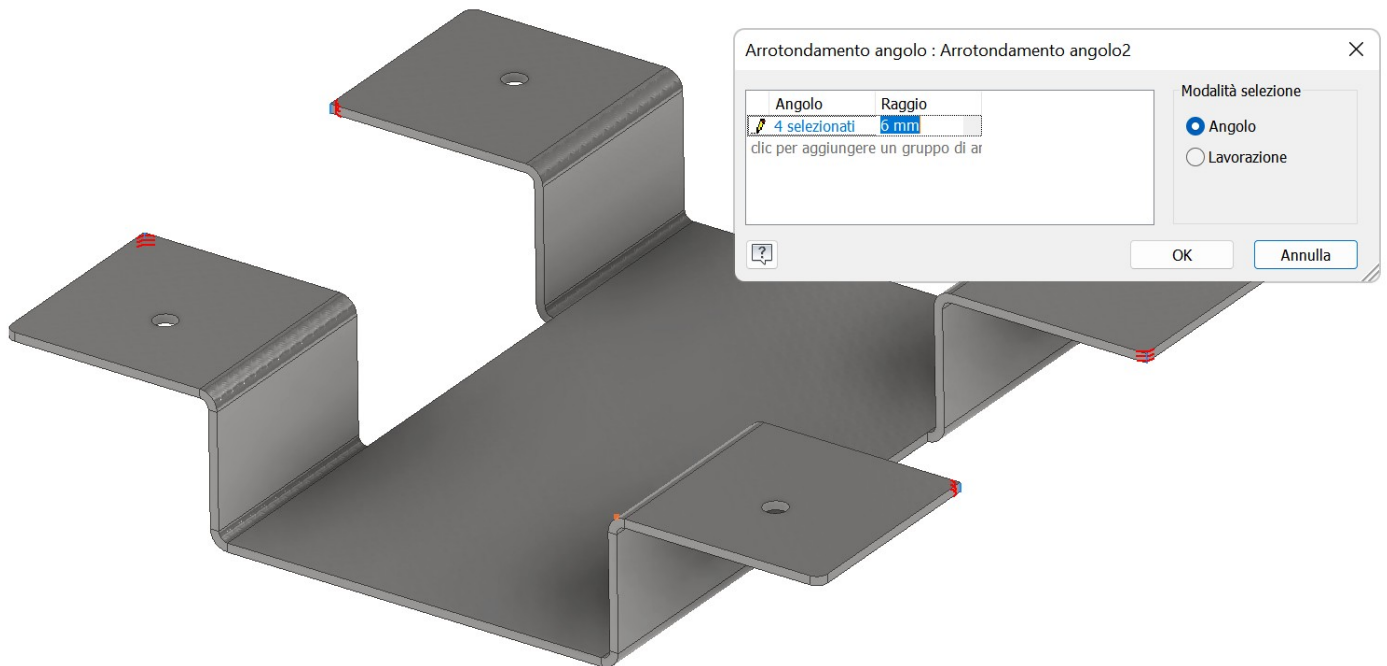 Arrotondamento angolo : Arrotondamento angolo2
Angolo Raggio
4 selezionati 6 mm
clic per aggiungere un gruppo di ar
Modalità selezione
Angolo
Lavorazione
?
OK Annulla